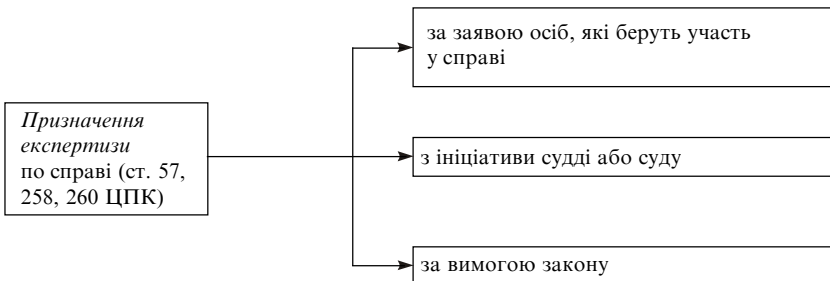 за заявою осіб, які беруть участь
у справі
Призначення
експертизи
по справі (ст. 57,
258, 260 ЦПК)
з ініціативи судді або суду
за вимогою закону